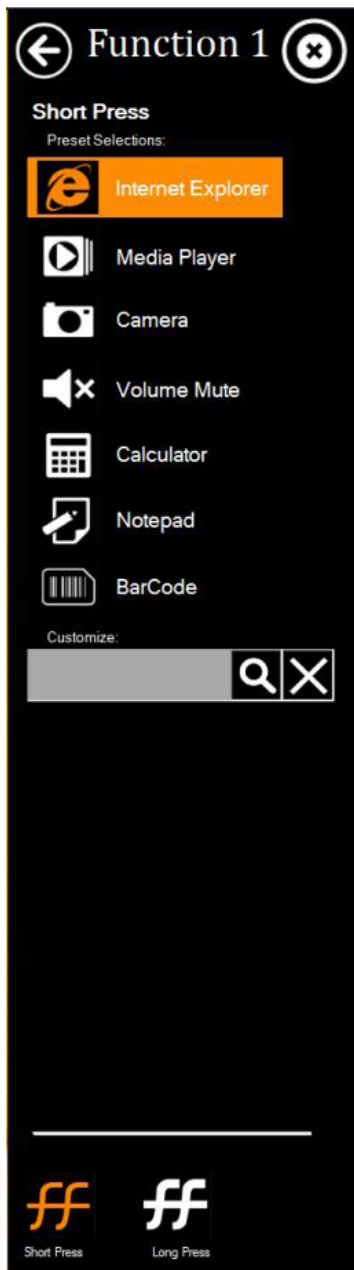 Function 1
Short Press
Preset Selections:
Internet Explorer
Media Player
Camera
Volume Mute
Calculator
Notepad
BarCode
Customize:
Short Press
Long Press